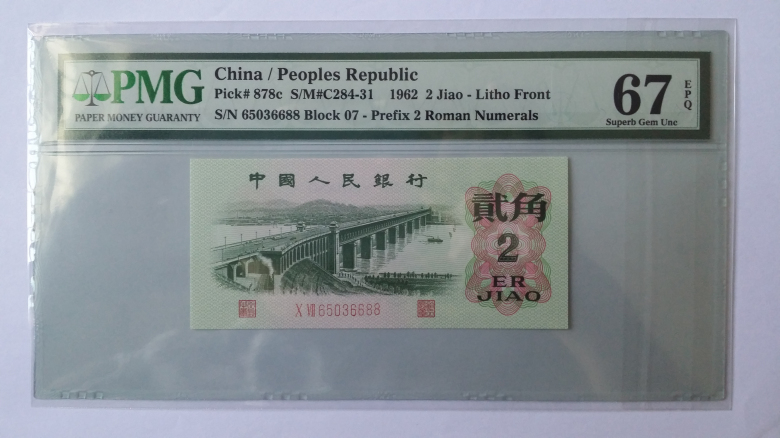 PMG
PAPER MONEY GUARANTY
China / Peoples Republic
Pick# 878c S/M#C284-31 1962 2 Jiao - Litho Front
S/N 65036688 Block 07 - Prefix 2 Roman Numerals
67
EPQ
Superb Gem Unc
中國人民銀行
貳角
2
ER
JIAO
X VII 65036688